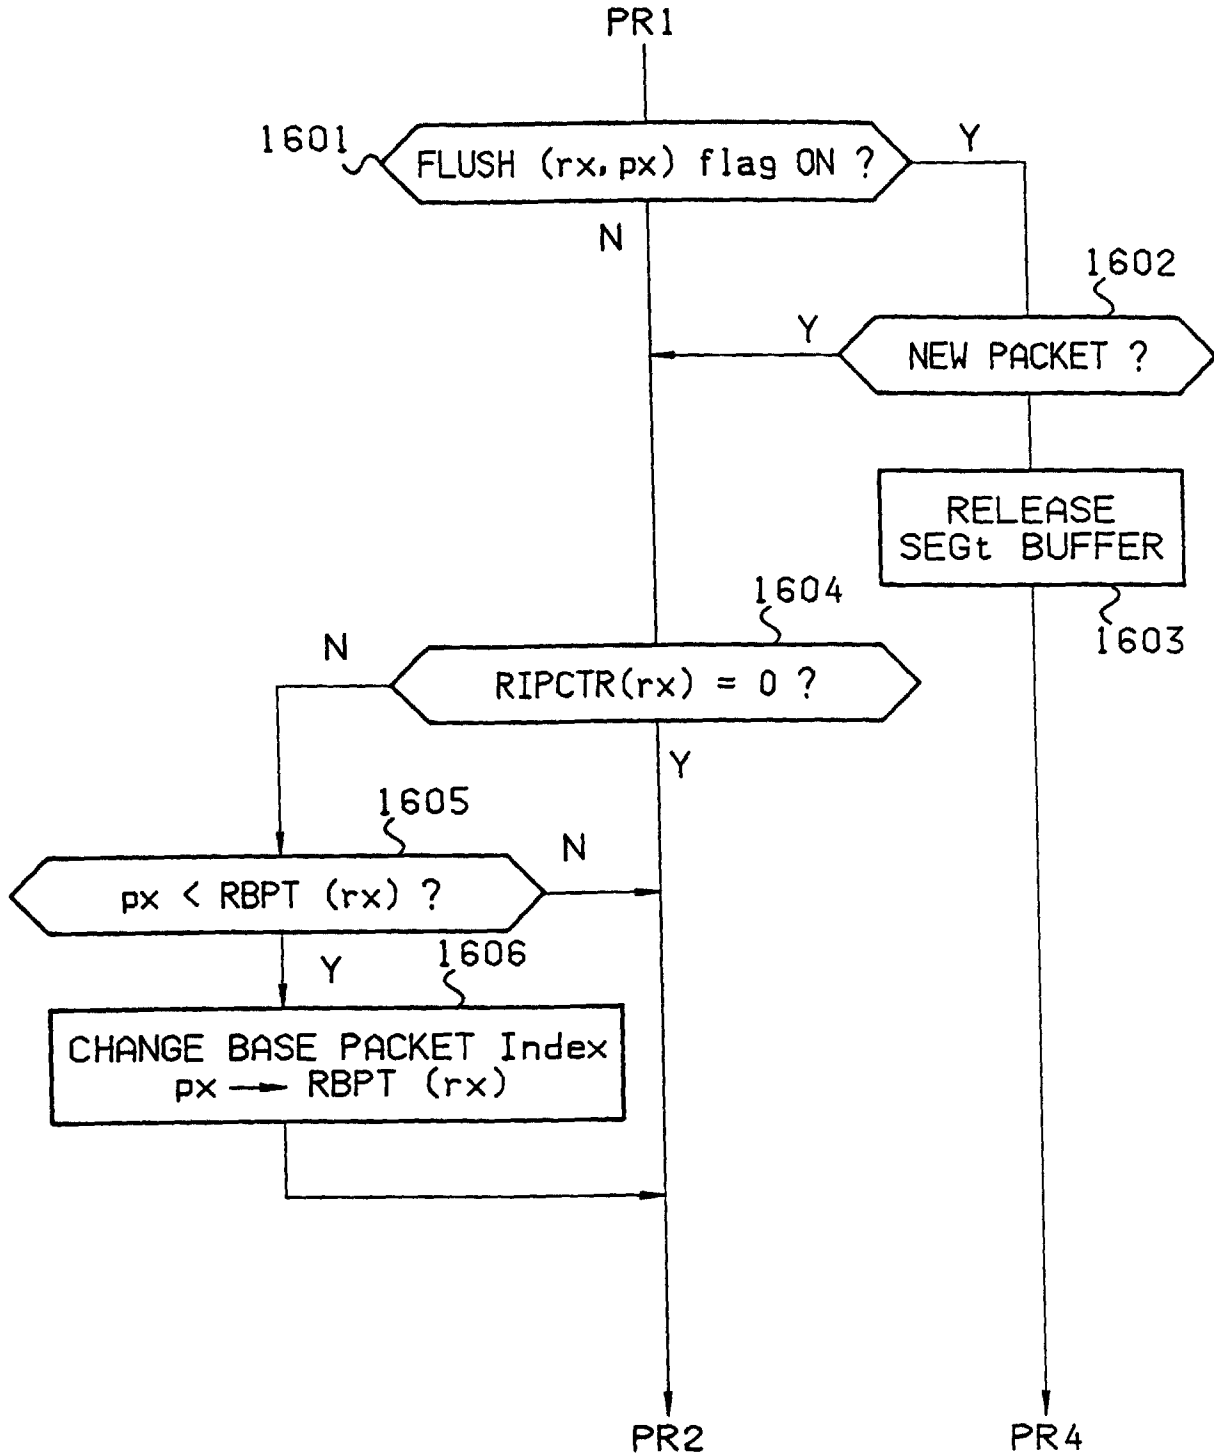 PR1
1601
FLUSH (rx,px) flag ON ?
Y
N
1602
Y
NEW PACKET ?
RELEASE
SEGt BUFFER
1603
1604
N
RIPCTR(rx) = 0 ?
Y
1605
N
px < RBPT (rx) ?
1606
Y
CHANGE BASE PACKET Index
px → RBPT (rx)
PR2
PR4